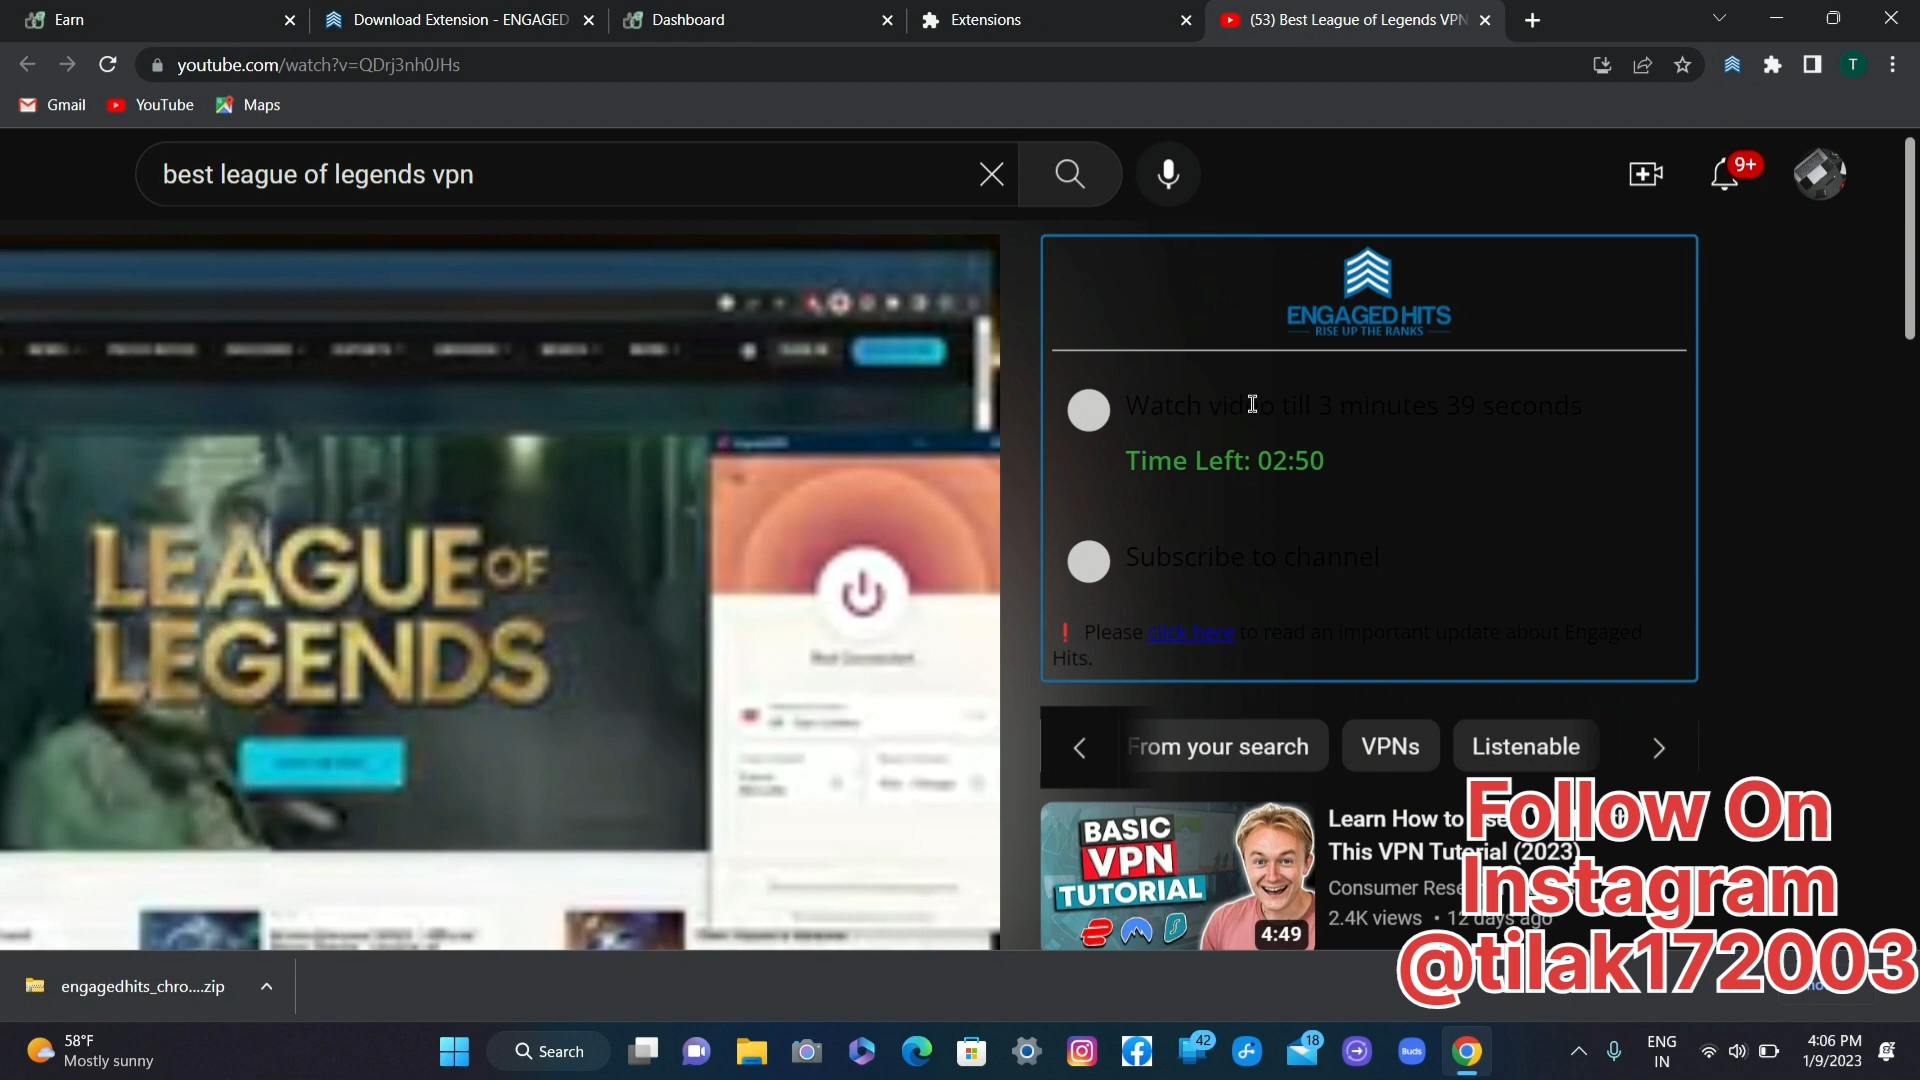 Earn
Download Extension - ENGAGED
Dashboard
Extensions
(53) Best League of Legends VPN
youtube.com/watch?v=QDrj3nh0JHs
Gmail
YouTube
Maps
best league of legends vpn
9+
T
ENGAGED HITS
RISE UP THE RANKS
Watch video till 3 minutes 39 seconds
Time Left: 02:50
Subscribe to channel
❗ Please click here to read an important update about Engaged
Hits.
LEAGUE OF
LEGENDS
From your search
VPNs
Listenable
BASIC
VPN
TUTORIAL
4:49
Learn How to
This VPN Tutorial (2023)
Consumer
2.4K views • 12 days ago
Follow On
Instagram
@tilak172003
engagedhits_chro....zip
58°F
Mostly sunny
Search
42
18
Buds
ENG
IN
4:06 PM
1/9/2023